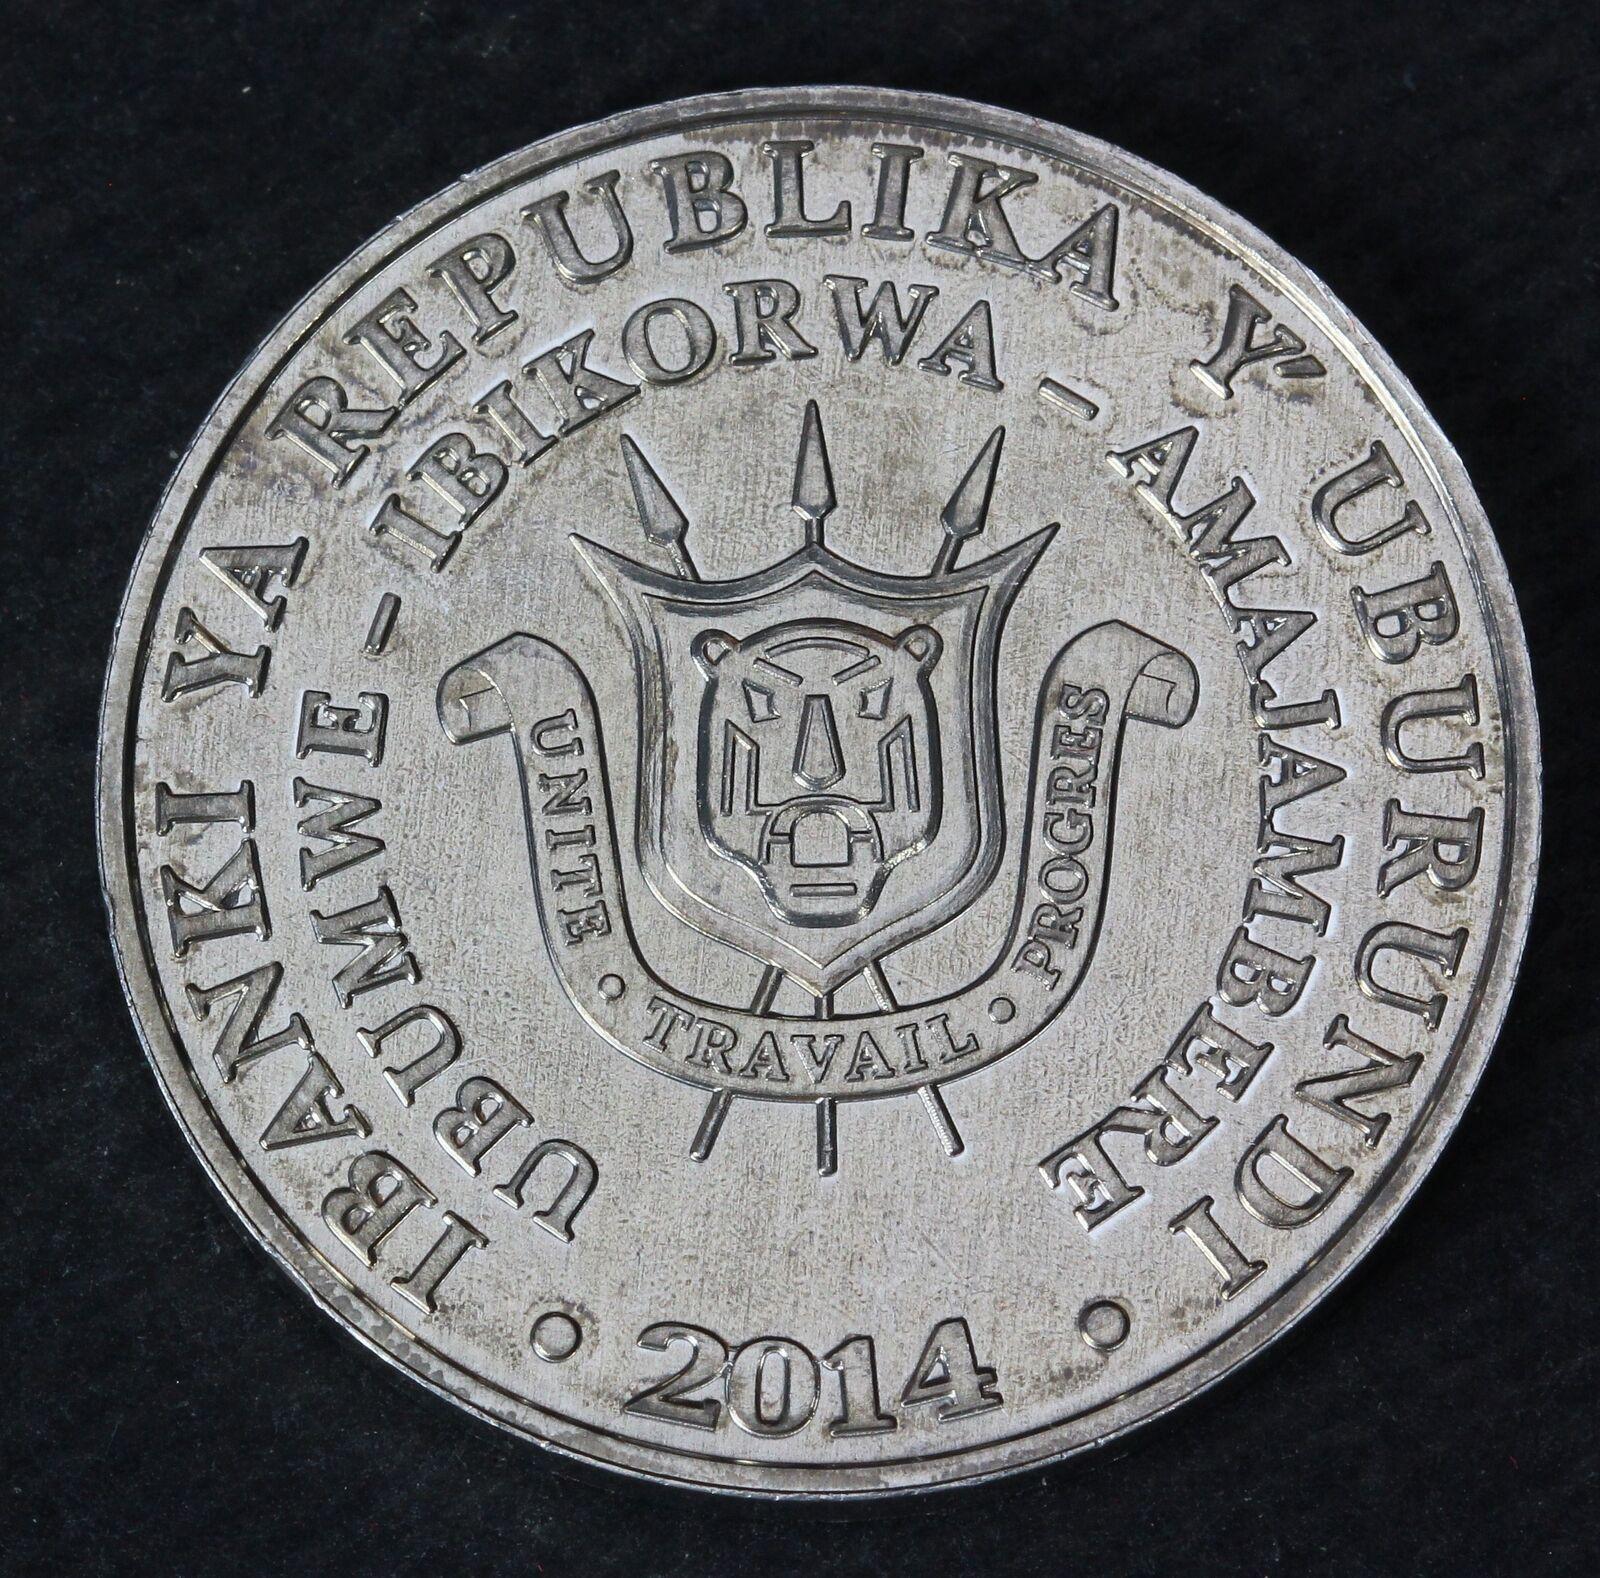 IBANKI YA REPUBLIKA Y' UBURUNDI
UBUMWE - IBIKORWA - AMAJAMBERE
UNITE • TRAVAIL • PROGRES
• 2014 •